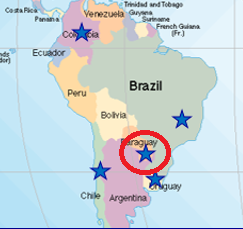 Costa Rica
Panama
Venezuela
Trinidad and Tobago
Guyana
Suriname
French Guiana
(Fr.)
Colombia
Ecuador
Peru
Brazil
Bolivia
Paraguay
Chile
Argentina
Uruguay